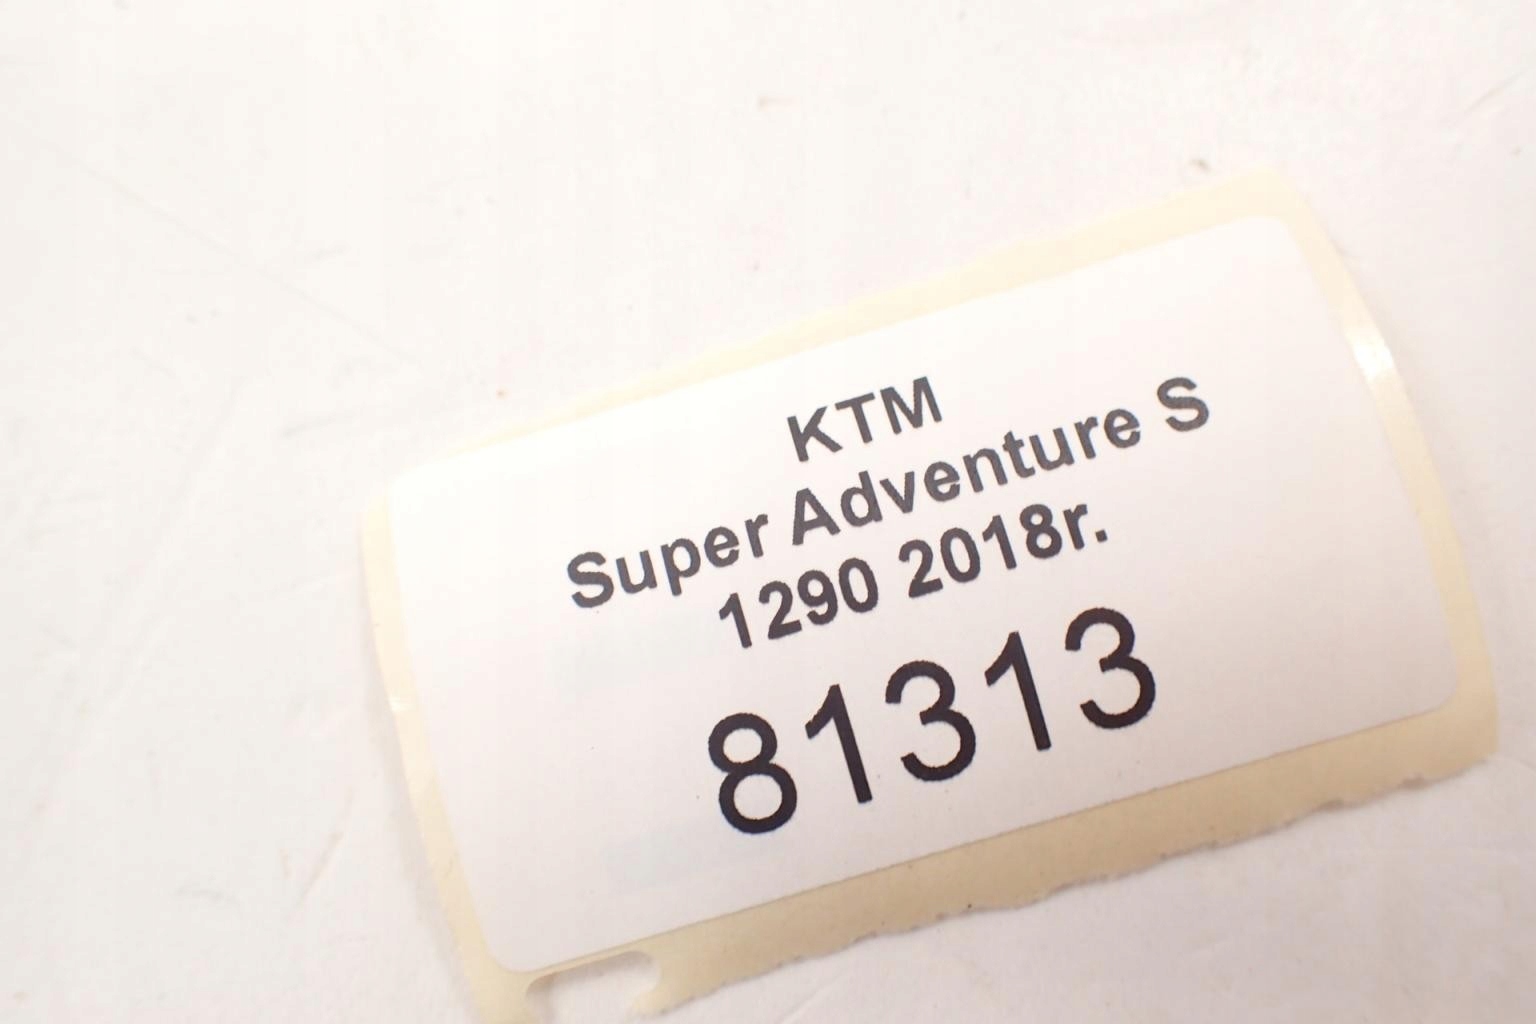 KTM
Super Adventure S
1290 2018r.
81313